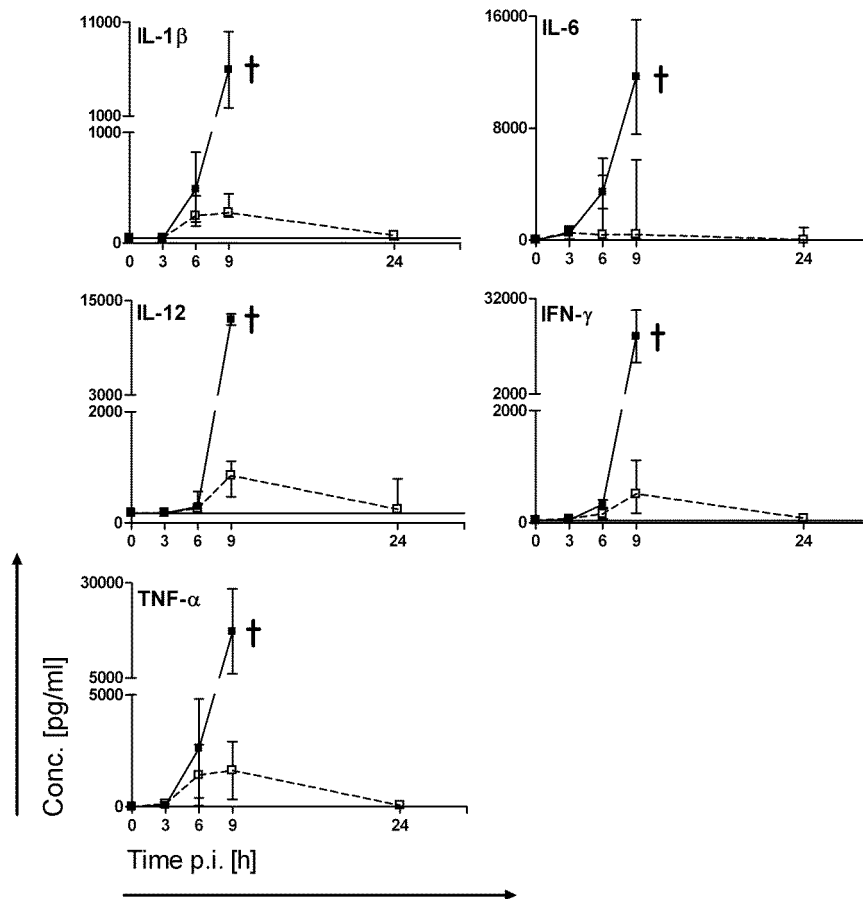 IL-1β
11000
1000
1000
0
0 3 6 9 24
†
IL-6
16000
8000
0
0 3 6 9 24
†
IL-12
15000
3000
2000
0
0 3 6 9 24
†
IFN-γ
32000
2000
2000
0
0 3 6 9 24
†
TNF-α
30000
5000
5000
0
0 3 6 9 24
†
Conc. [pg/ml]
Time p.i. [h]